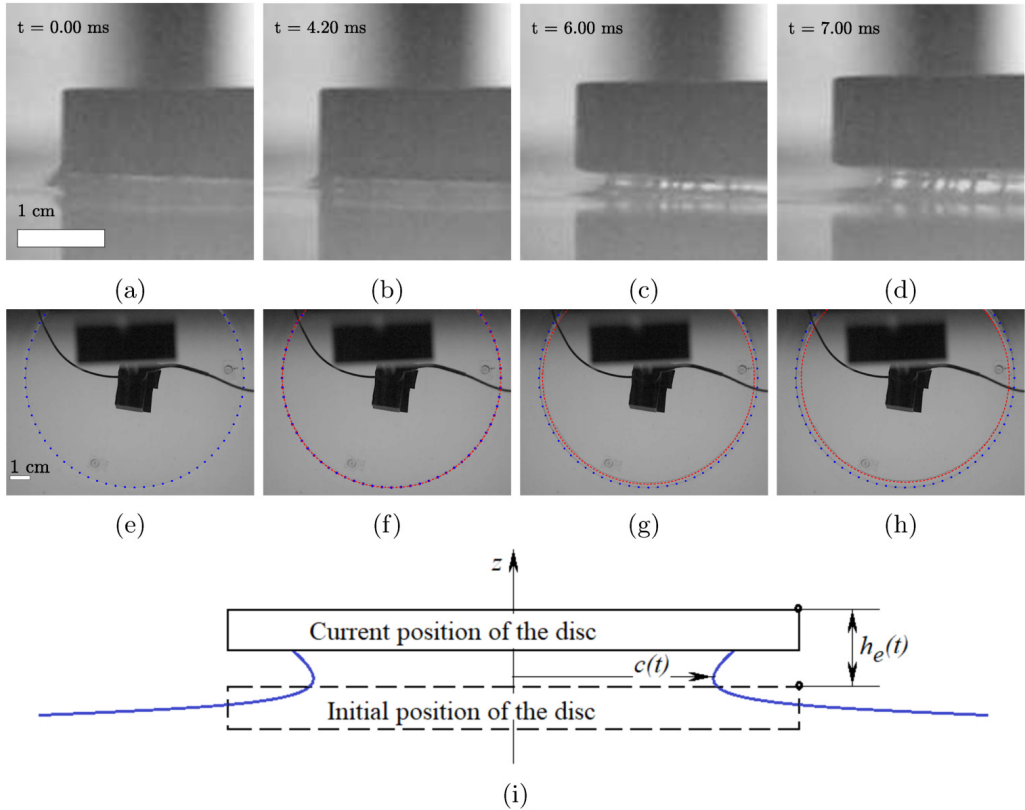 t = 0.00 ms
t = 4.20 ms
t = 6.00 ms
t = 7.00 ms
1 cm
(a)
(b)
(c)
(d)
1 cm
(e)
(f)
(g)
(h)
z
Current position of the disc
c(t)
h_e(t)
Initial position of the disc
(i)